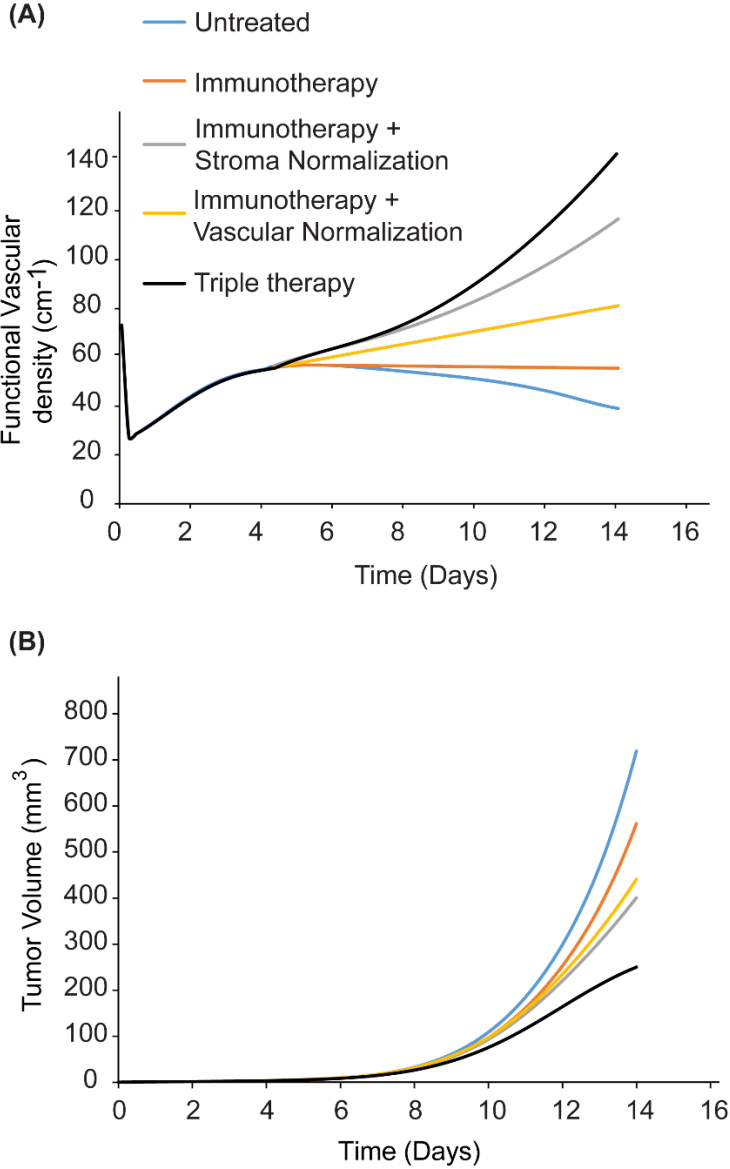 (A)
Untreated
Immunotherapy
Immunotherapy +
Stroma Normalization
Immunotherapy +
Vascular Normalization
Triple therapy
Functional Vascular
density (cm-1)
140
120
100
80
60
40
20
0
0 2 4 6 8 10 12 14 16
Time (Days)
(B)
Tumor Volume (mm³)
800
700
600
500
400
300
200
100
0
0 2 4 6 8 10 12 14 16
Time (Days)